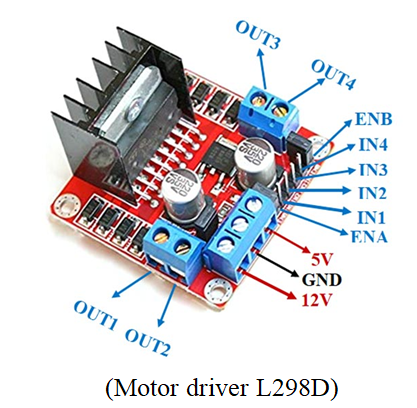 OUT3
OUT4
ENB
IN4
IN3
IN2
IN1
ENA
5V
GND
12V
OUT1 OUT2
(Motor driver L298D)